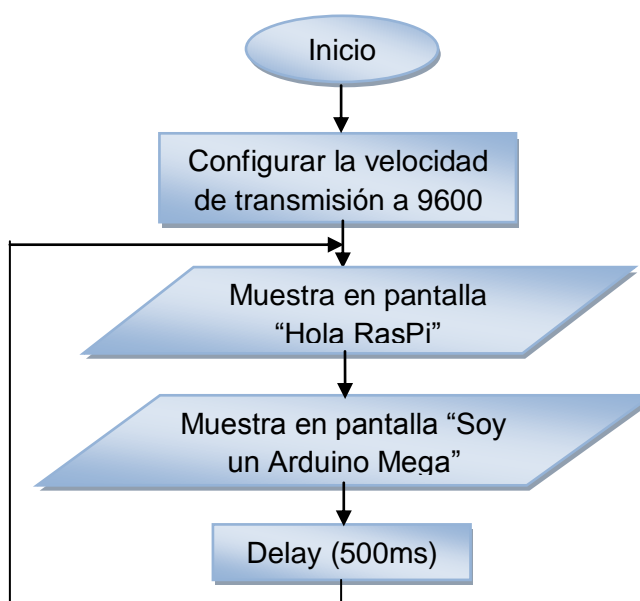 Inicio
Configurar la velocidad
de transmisión a 9600
Muestra en pantalla
“Hola RasPi”
Muestra en pantalla “Soy
un Arduino Mega”
Delay (500ms)